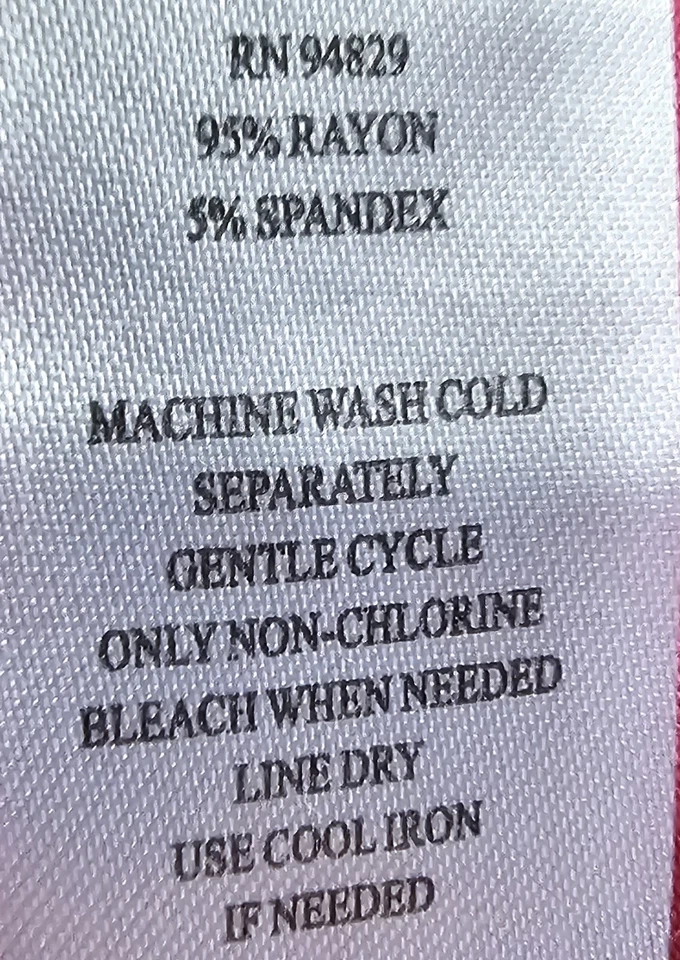 RN 94829
95% RAYON
5% SPANDEX
MACHINE WASH COLD
SEPARATELY
GENTLE CYCLE
ONLY NON-CHLORINE
BLEACH WHEN NEEDED
LINE DRY
USE COOL IRON
IF NEEDED